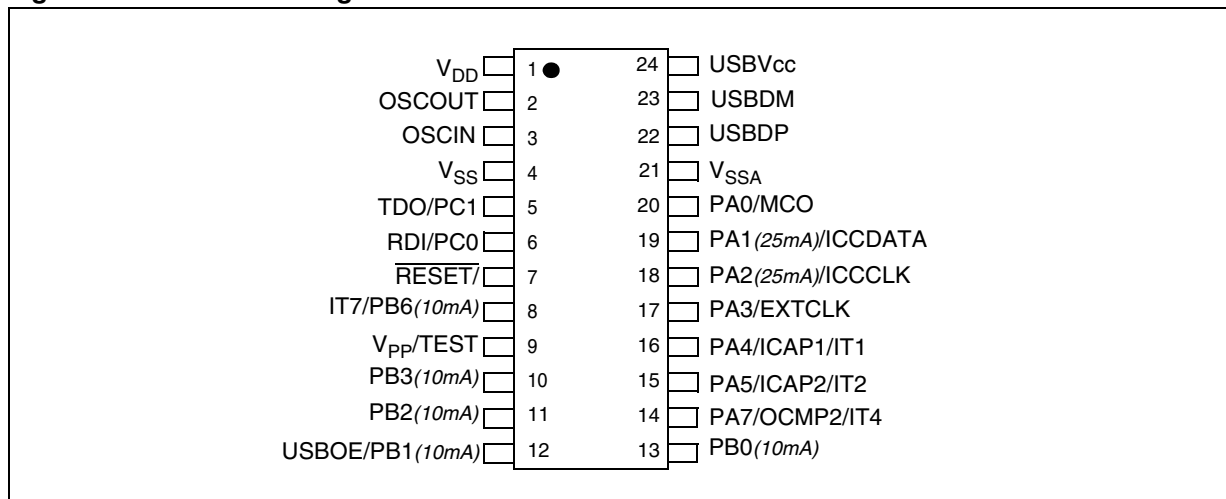 V_DD 1 24 USBVcc
OSCOUT 2 23 USBDM
OSCIN 3 22 USBDP
V_SS 4 21 V_SSA
TDO/PC1 5 20 PA0/MCO
RDI/PC0 6 19 PA1(25mA)/ICCDATA
RESET/ 7 18 PA2(25mA)/ICCCLK
IT7/PB6(10mA) 8 17 PA3/EXTCLK
V_PP/TEST 9 16 PA4/ICAP1/IT1
PB3(10mA) 10 15 PA5/ICAP2/IT2
PB2(10mA) 11 14 PA7/OCMP2/IT4
USBOE/PB1(10mA) 12 13 PB0(10mA)